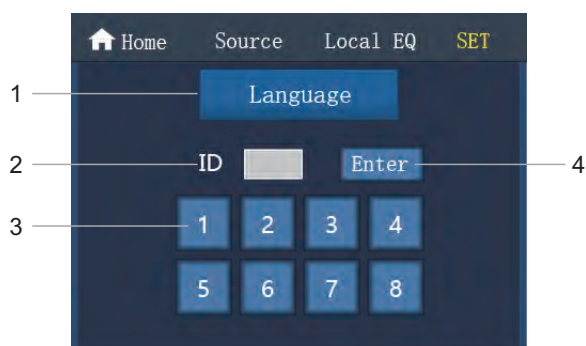 Home Source Local EQ SET
1 Language
2 ID Enter 4
3 1 2 3 4
5 6 7 8